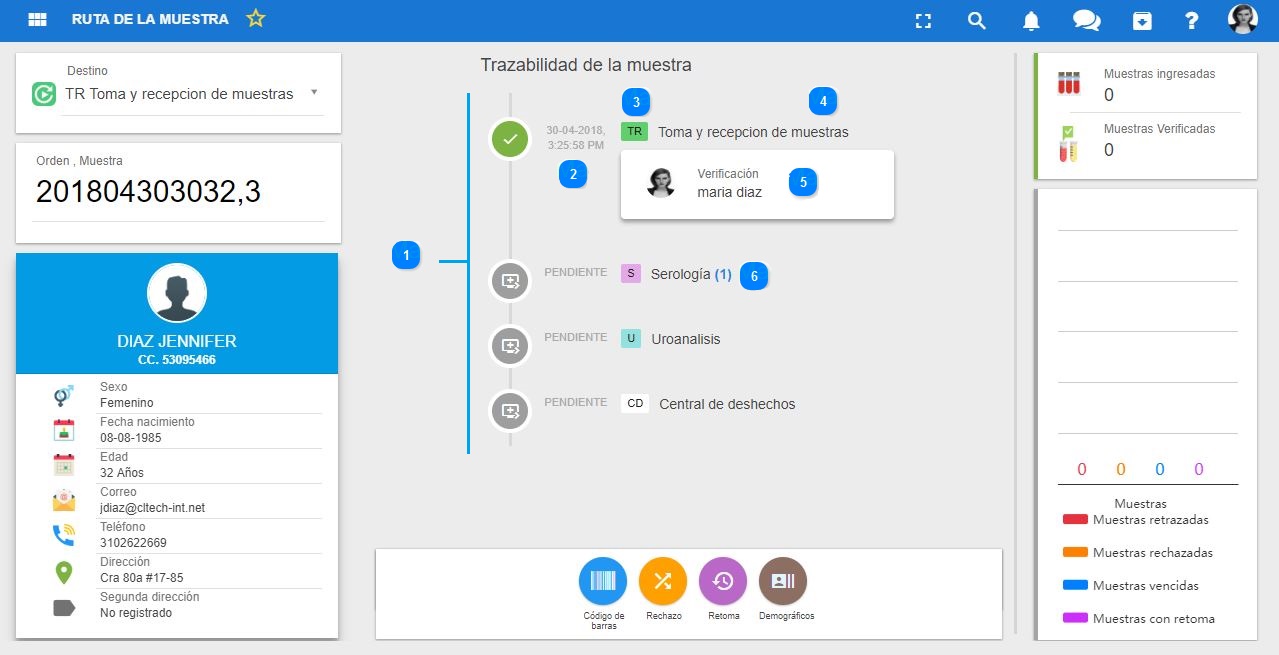 RUTA DE LA MUESTRA
?
Destino
TR Toma y recepcion de muestras
Orden , Muestra
201804303032,3
DIAZ JENNIFER
CC. 53095466
Sexo
Femenino
Fecha nacimiento
08-08-1985
Edad
32 Años
Correo
jdiaz@cltech-int.net
Teléfono
3102622669
Dirección
Cra 80a #17-85
Segunda dirección
No registrado
Trazabilidad de la muestra
3
4
30-04-2018,
3:25:58 PM
TR
Toma y recepcion de muestras
2
Verificación
maria diaz
5
1
PENDIENTE
S
Serología (1)
6
PENDIENTE
U
Uroanalisis
PENDIENTE
CD
Central de deshechos
Código de
barras
Rechazo
Retoma
Demográficos
Muestras ingresadas
0
Muestras Verificadas
0
0 0 0 0
Muestras
Muestras retrazadas
Muestras rechazadas
Muestras vencidas
Muestras con retoma